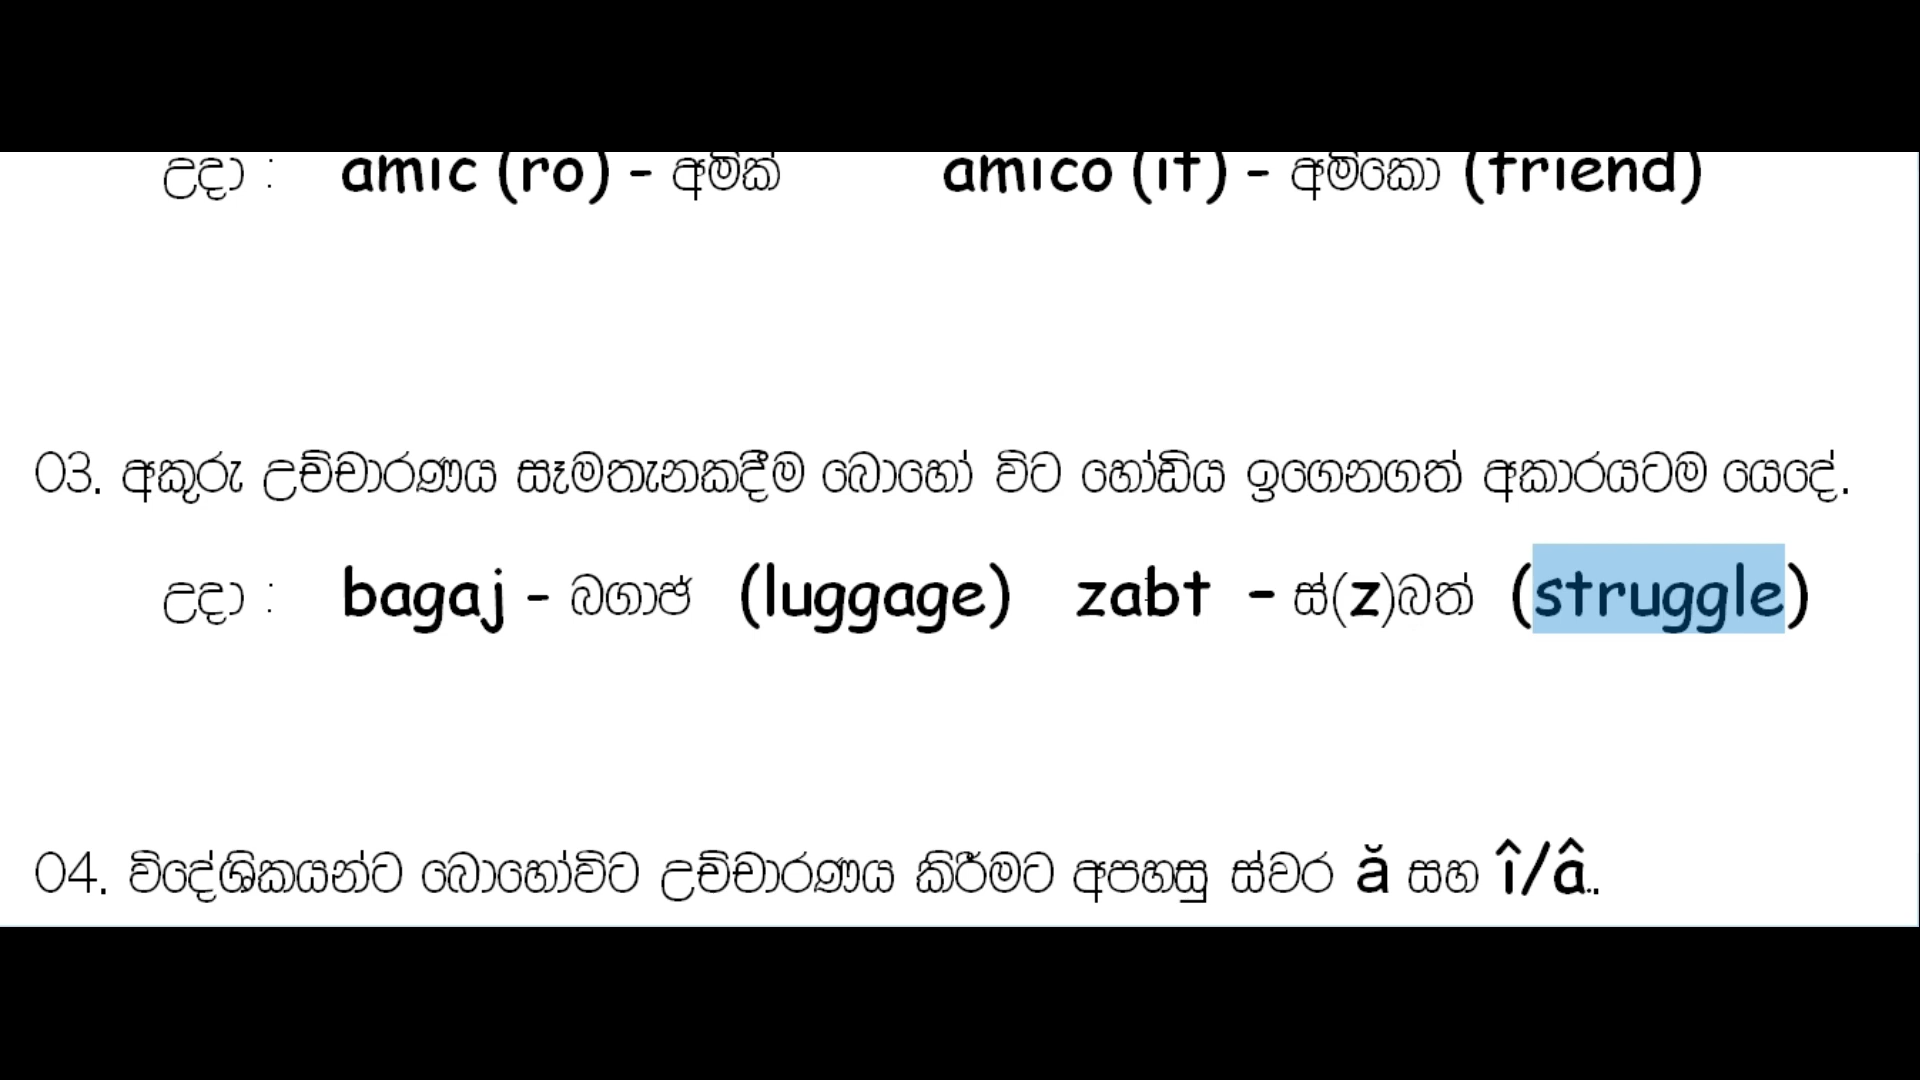 උදා : amic (ro) - අමික් amico (it) - අමිකො (friend)
03. අකුරු උච්චාරණය සෑමතැනකදීම බොහෝ විට හෝඩිය ඉගෙනගත් අකාරයටම යෙදේ.
උදා : bagaj - බගාජ් (luggage) zabt - ස්(z)බත් (struggle)
04. විදේශිකයන්ට බොහෝවිට උච්චාරණය කිරීමට අපහසු ස්වර ă සහ î/â..